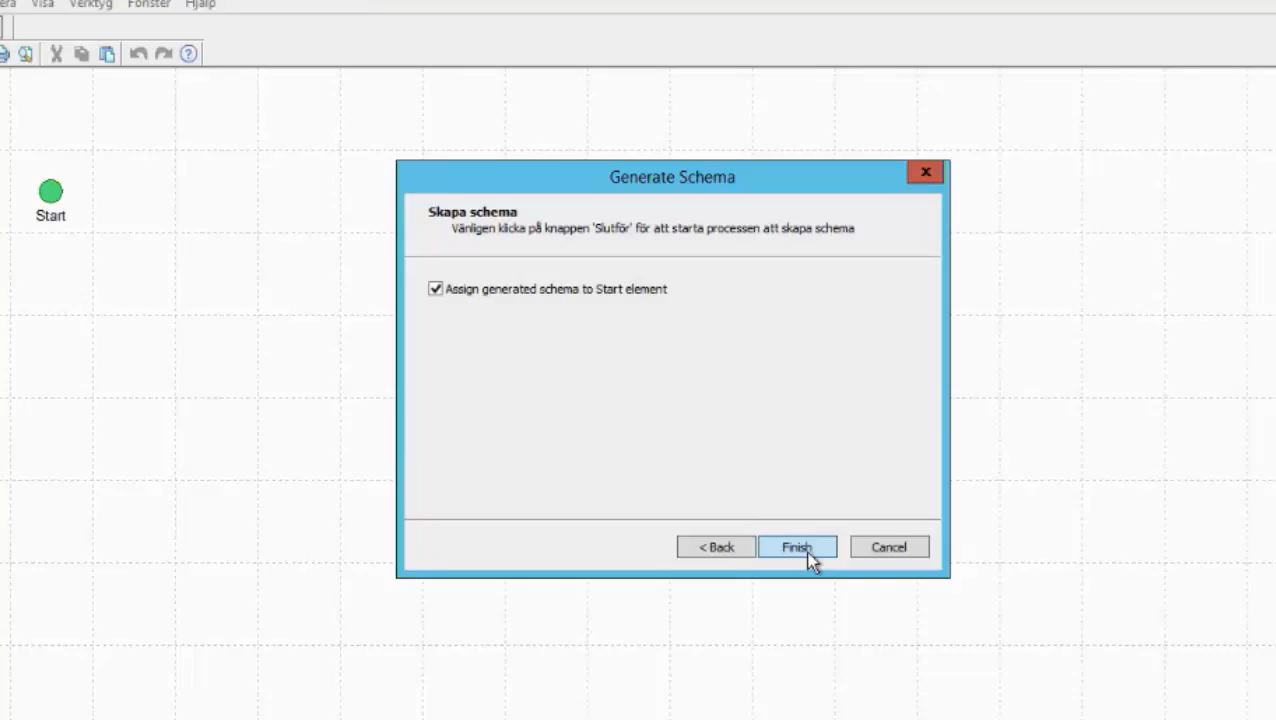 era Visa Verktyg Fönster Hjälp
Start
Generate Schema
x
Skapa schema
Vänligen klicka på knappen 'Slutför' för att starta processen att skapa schema
Assign generated schema to Start element
< Back Finish Cancel